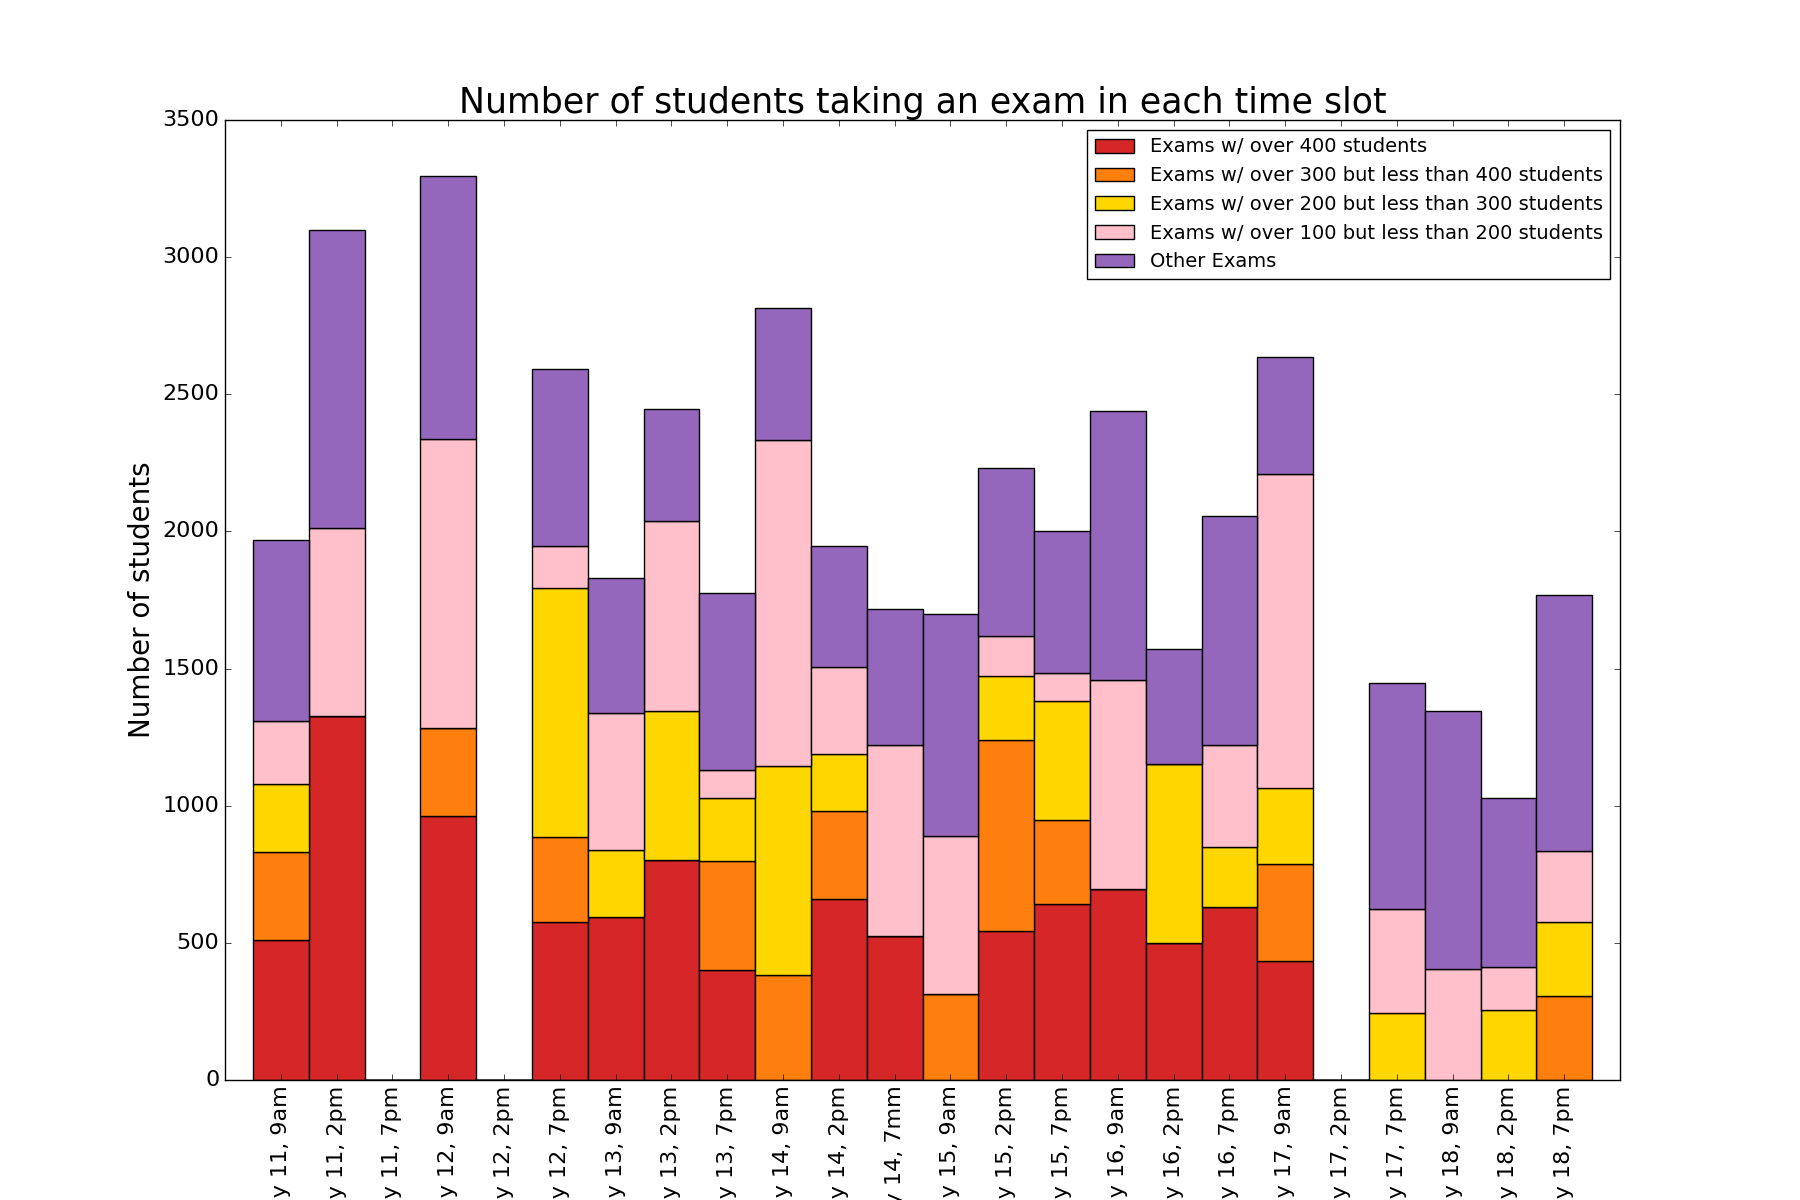 Number of students taking an exam in each time slot
3500
3000
2500
2000
1500
1000
500
0
Number of students
Exams w/ over 400 students
Exams w/ over 300 but less than 400 students
Exams w/ over 200 but less than 300 students
Exams w/ over 100 but less than 200 students
Other Exams
y 11, 9am
y 11, 2pm
y 11, 7pm
y 12, 9am
y 12, 2pm
y 12, 7pm
y 13, 9am
y 13, 2pm
y 13, 7pm
y 14, 9am
y 14, 2pm
y 14, 7mm
y 15, 9am
y 15, 2pm
y 15, 7pm
y 16, 9am
y 16, 2pm
y 16, 7pm
y 17, 9am
y 17, 2pm
y 17, 7pm
y 18, 9am
y 18, 2pm
y 18, 7pm